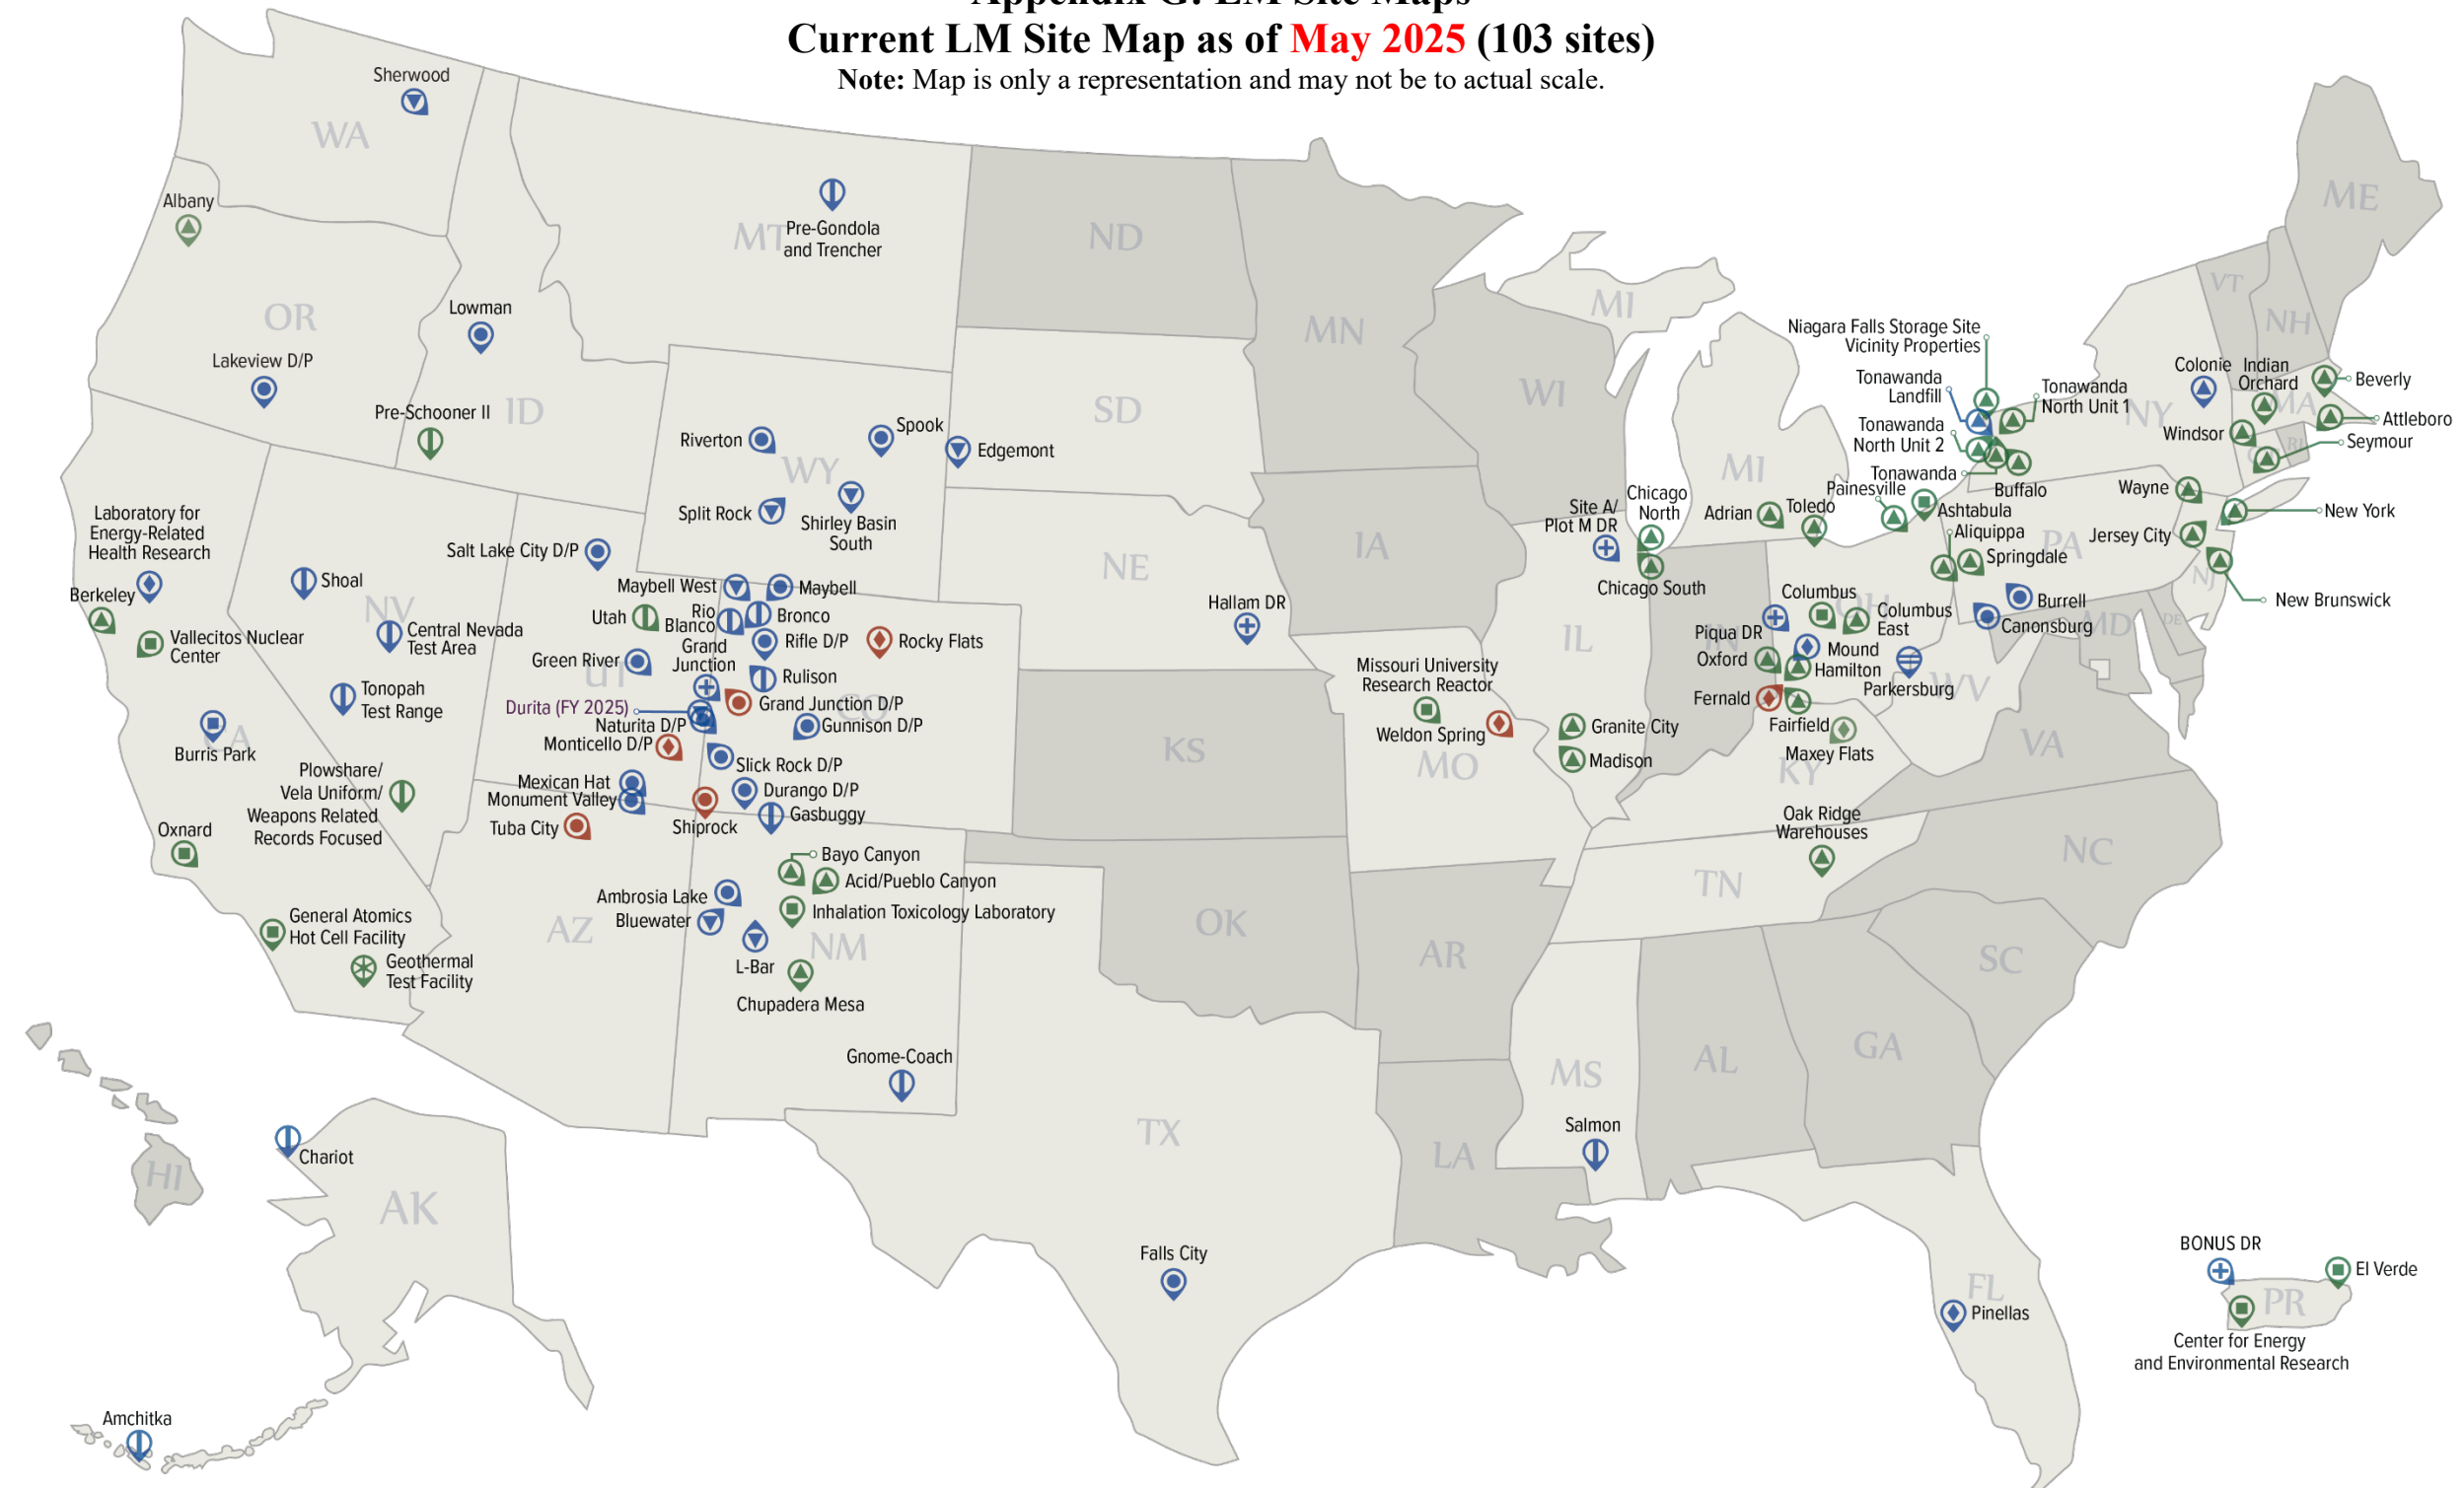 Appendix G: LM Site Maps
Current LM Site Map as of May 2025 (103 sites)
Note: Map is only a representation and may not be to actual scale.
Sherwood
WA
Albany
OR
Lakeview D/P
Lowman
Pre-Schooner II
ID
MT
Pre-Gondola
and Trencher
ND
SD
MN
WI
MI
MI
Riverton
Spook
Edgemont
WY
Split Rock
Shirley Basin
South
NE
IA
Hallam DR
Laboratory for
Energy-Related
Health Research
Berkeley
Vallecitos Nuclear
Center
Shoal
NV
Central Nevada
Test Area
Tonopah
Test Range
Burris Park
CA
Plowshare/
Vela Uniform/
Weapons Related
Records Focused
Oxnard
General Atomics
Hot Cell Facility
Geothermal
Test Facility
Salt Lake City D/P
Utah
Green River
UT
Maybell West
Maybell
Rio
Blanco
Bronco
Rifle D/P
Rocky Flats
Grand
Junction
Rulison
Grand Junction D/P
CO
Durita (FY 2025)
Naturita D/P
Gunnison D/P
Monticello D/P
Slick Rock D/P
Mexican Hat
Monument Valley
Durango D/P
Gasbuggy
Tuba City
Shiprock
Bayo Canyon
Acid/Pueblo Canyon
Ambrosia Lake
Inhalation Toxicology Laboratory
Bluewater
AZ
NM
L-Bar
Chupadera Mesa
Gnome-Coach
KS
OK
TX
Falls City
Missouri University
Research Reactor
Weldon Spring
MO
AR
LA
MS
Salmon
AL
GA
SC
NC
TN
Oak Ridge
Warehouses
KY
VA
WV
FL
Pinellas
Site A/
Plot M DR
Chicago
North
Chicago South
IL
Granite City
Madison
IN
Adrian
Toledo
Painesville
Ashtabula
Aliquippa
Springdale
PA
Columbus
Columbus
East
OH
Piqua DR
Mound
Oxford
Hamilton
Fernald
Fairfield
Maxey Flats
Parkersburg
Burrell
Canonsburg
MD
DE
NJ
Niagara Falls Storage Site
Vicinity Properties
Tonawanda
Landfill
Tonawanda
North Unit 1
Tonawanda
North Unit 2
Tonawanda
Buffalo
NY
Colonie
Indian
Orchard
MA
VT
NH
ME
Beverly
Attleboro
Windsor
Seymour
RI
Wayne
New York
Jersey City
New Brunswick
HI
Chariot
AK
Amchitka
BONUS DR
El Verde
PR
Center for Energy
and Environmental Research